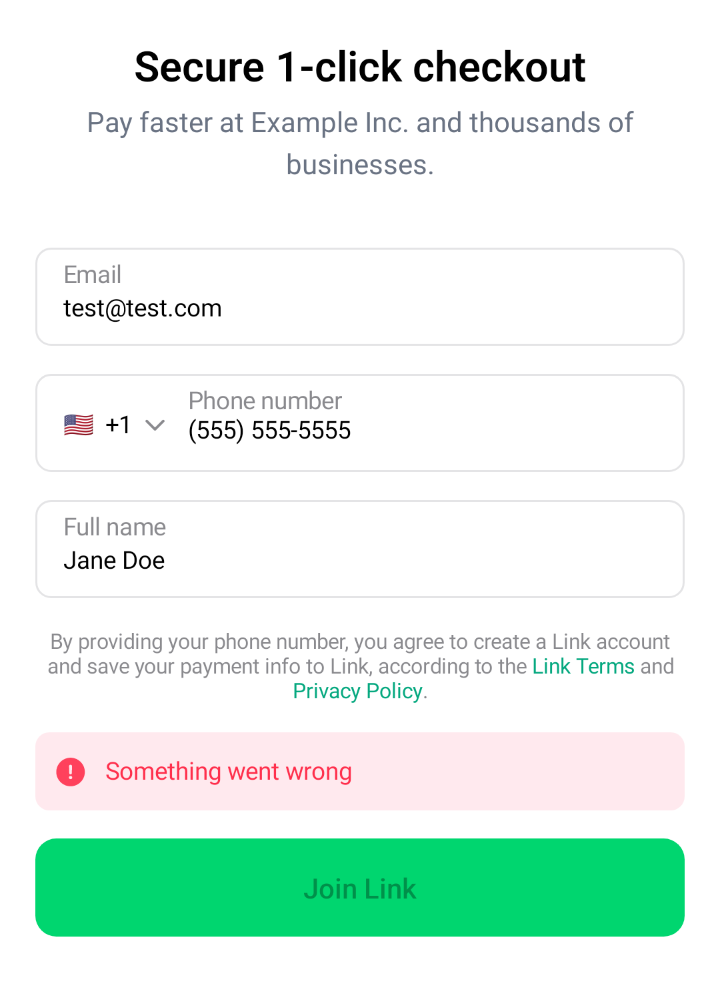 Secure 1-click checkout
Pay faster at Example Inc. and thousands of
businesses.
Email
test@test.com
Phone number
+1 (555) 555-5555
Full name
Jane Doe
By providing your phone number, you agree to create a Link account
and save your payment info to Link, according to the Link Terms and
Privacy Policy.
Something went wrong
Join Link